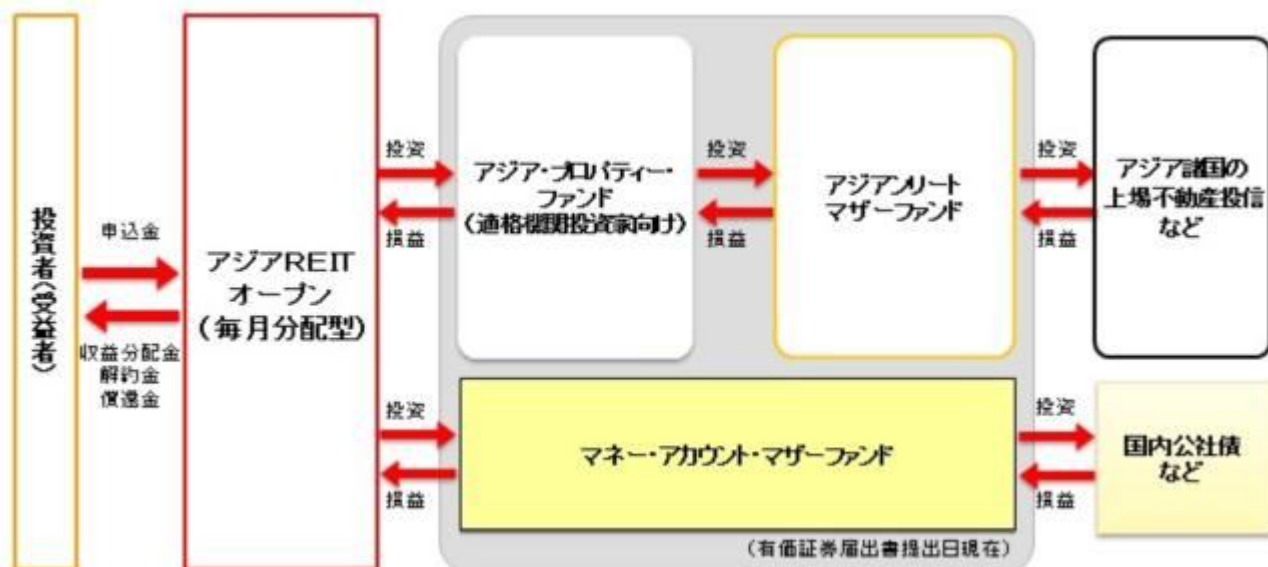 投資者(受益者)
申込金
収益分配金
解約金
償還金
アジアREIT
オープン
(毎月分配型)
投資
損益
アジア・プロパティー・
ファンド
(適格機関投資家向け)
投資
損益
アジアンリート
マザーファンド
投資
損益
アジア諸国の
上場不動産投信
など
投資
損益
マネー・アカウント・マザーファンド
投資
損益
国内公社債
など
(有価証券届出書提出日現在)